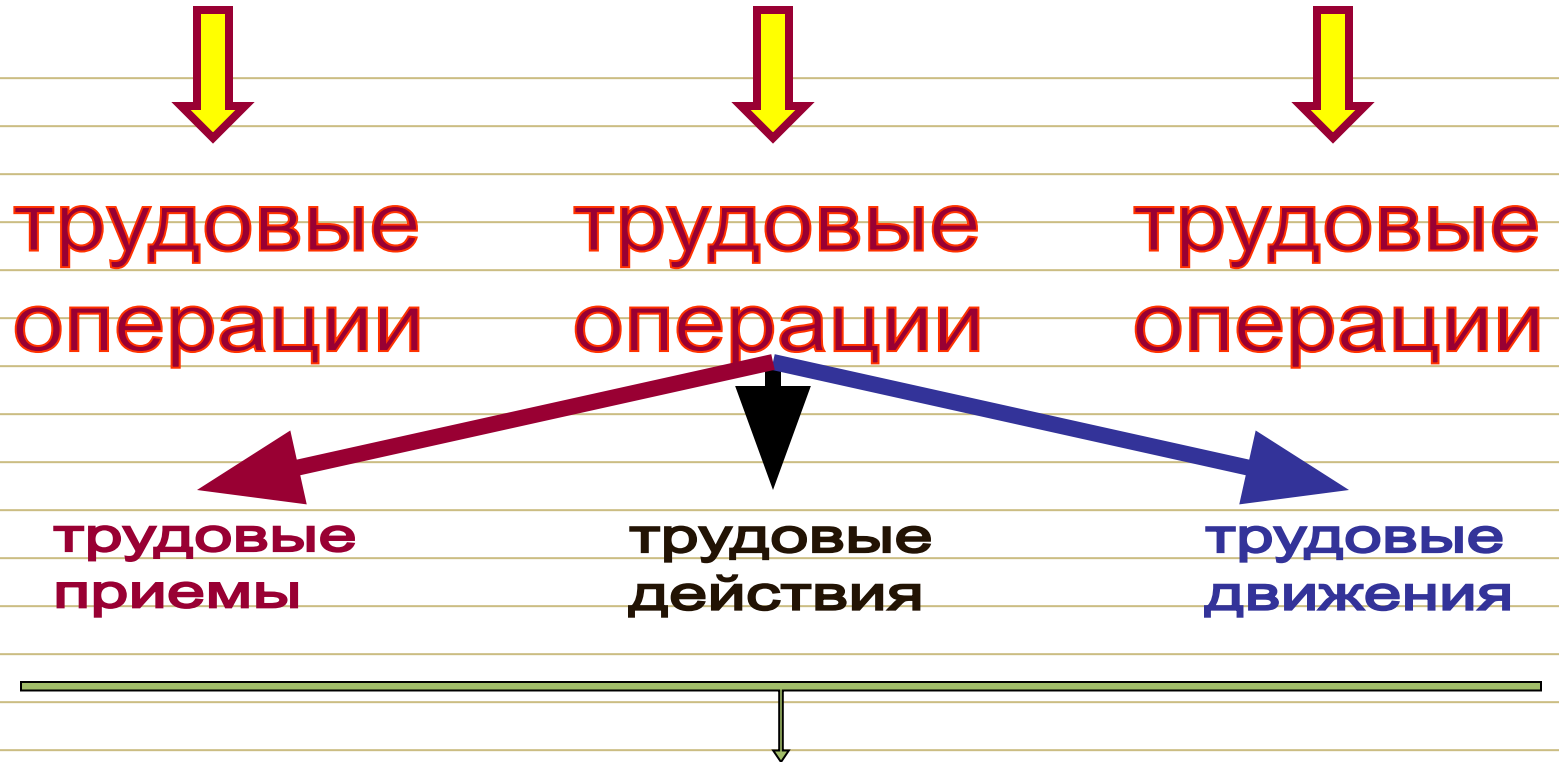 трудовые трудовые трудовые
операции операции операции
трудовые трудовые трудовые
приемы действия движения